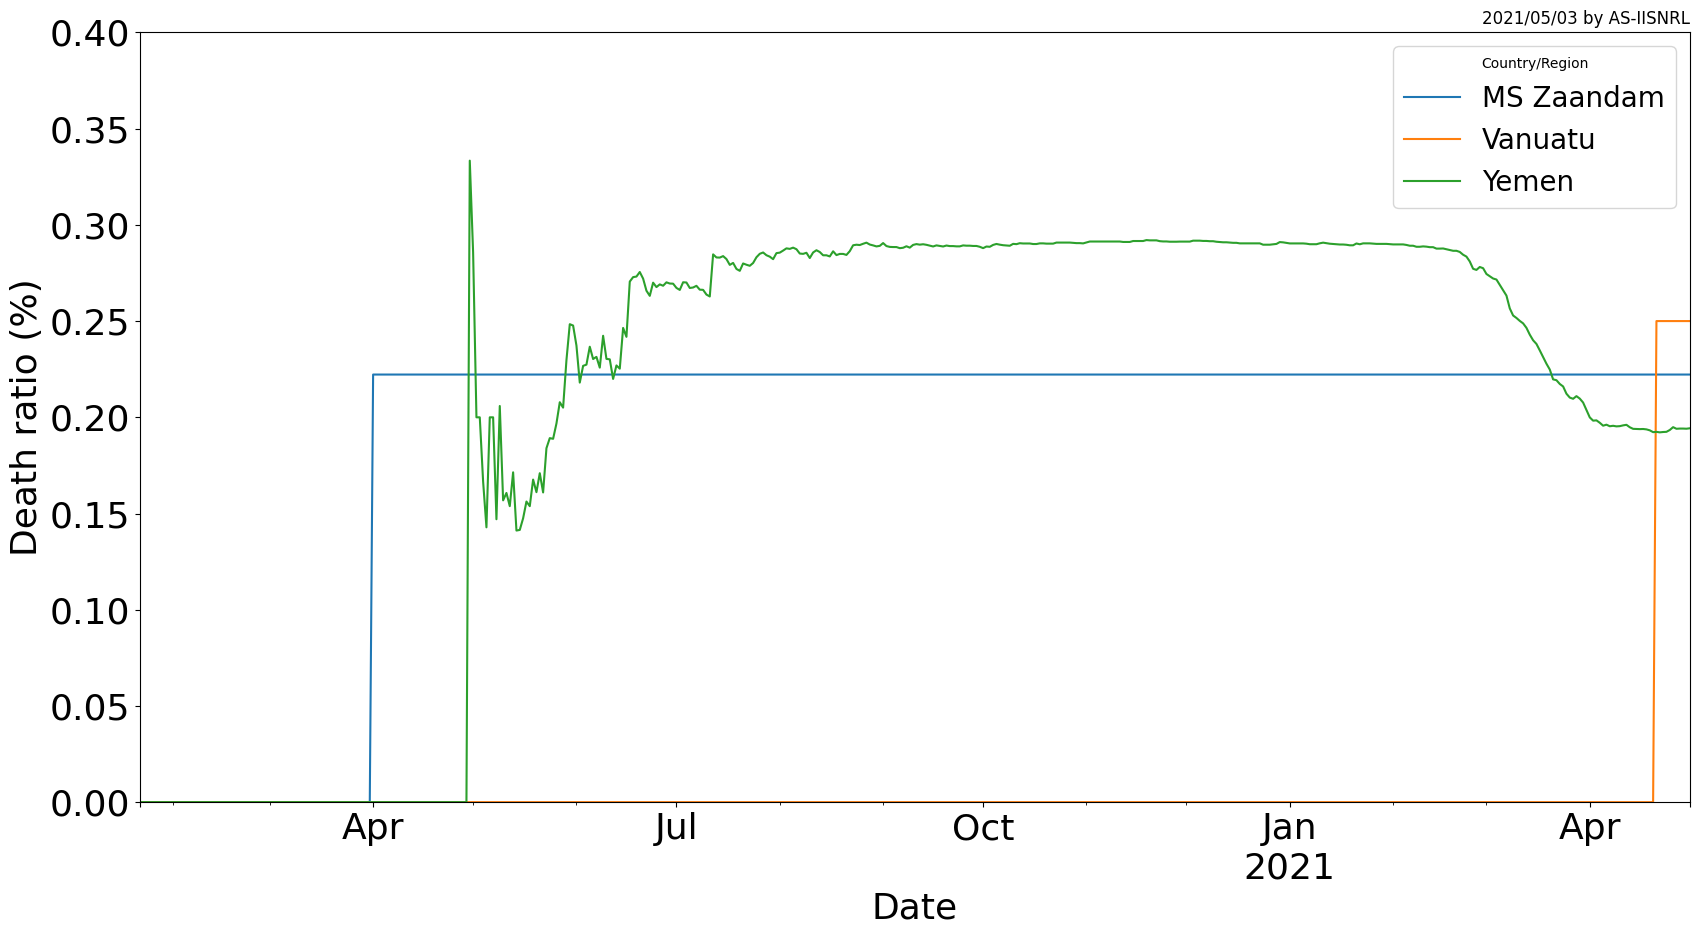 2021/05/03 by AS-IISNRL
Country/Region
MS Zaandam
Vanuatu
Yemen
Death ratio (%)
0.40
0.35
0.30
0.25
0.20
0.15
0.10
0.05
0.00
Apr Jul Oct Jan Apr
2021
Date